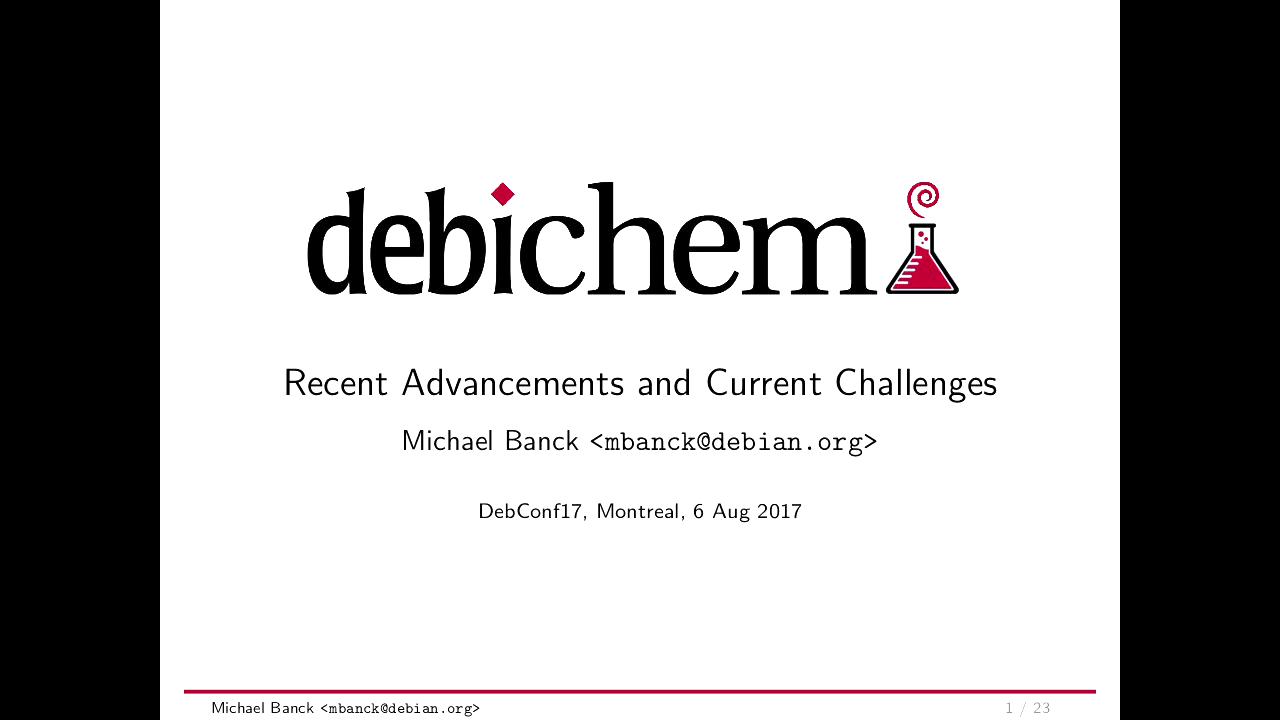 debichem
Recent Advancements and Current Challenges
Michael Banck <mbanck@debian.org>
DebConf17, Montreal, 6 Aug 2017
Michael Banck <mbanck@debian.org>
1 / 23